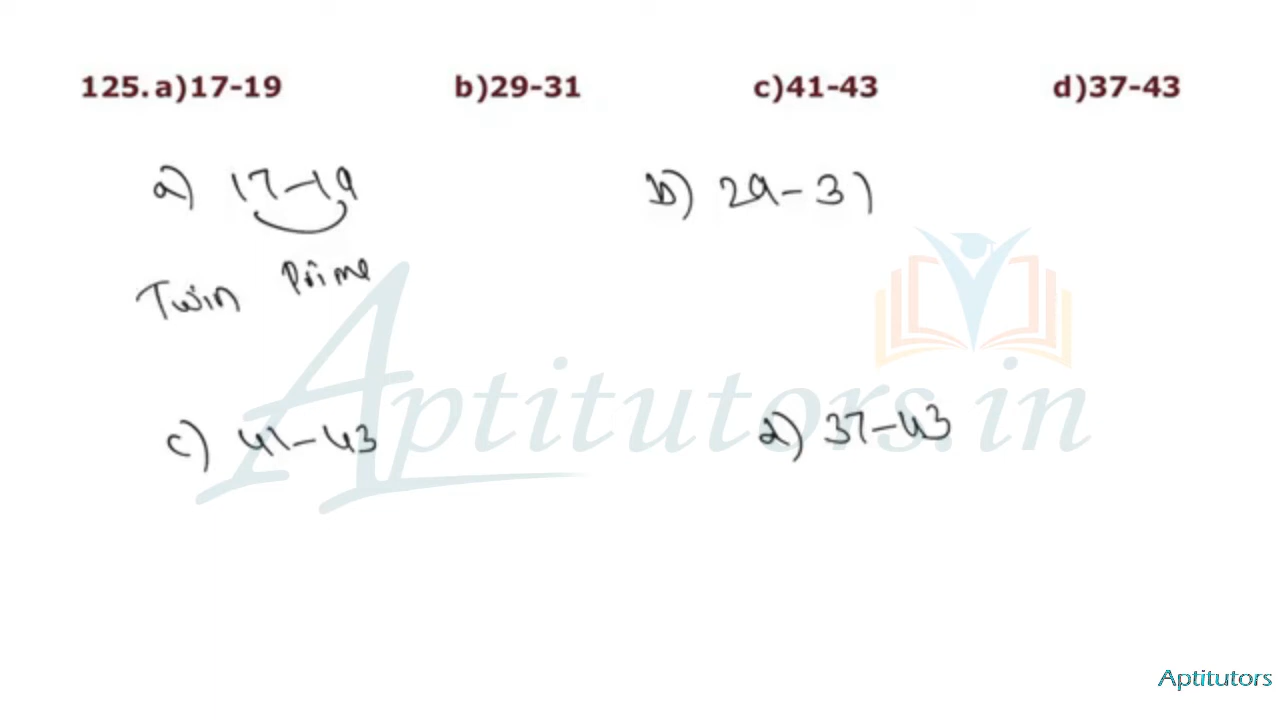 125. a)17-19 b)29-31 c)41-43 d)37-43
a) 17-19 b) 29-31
Twin Prime
c) 41-43 d) 37-43
Aptitutors.in
Aptitutors